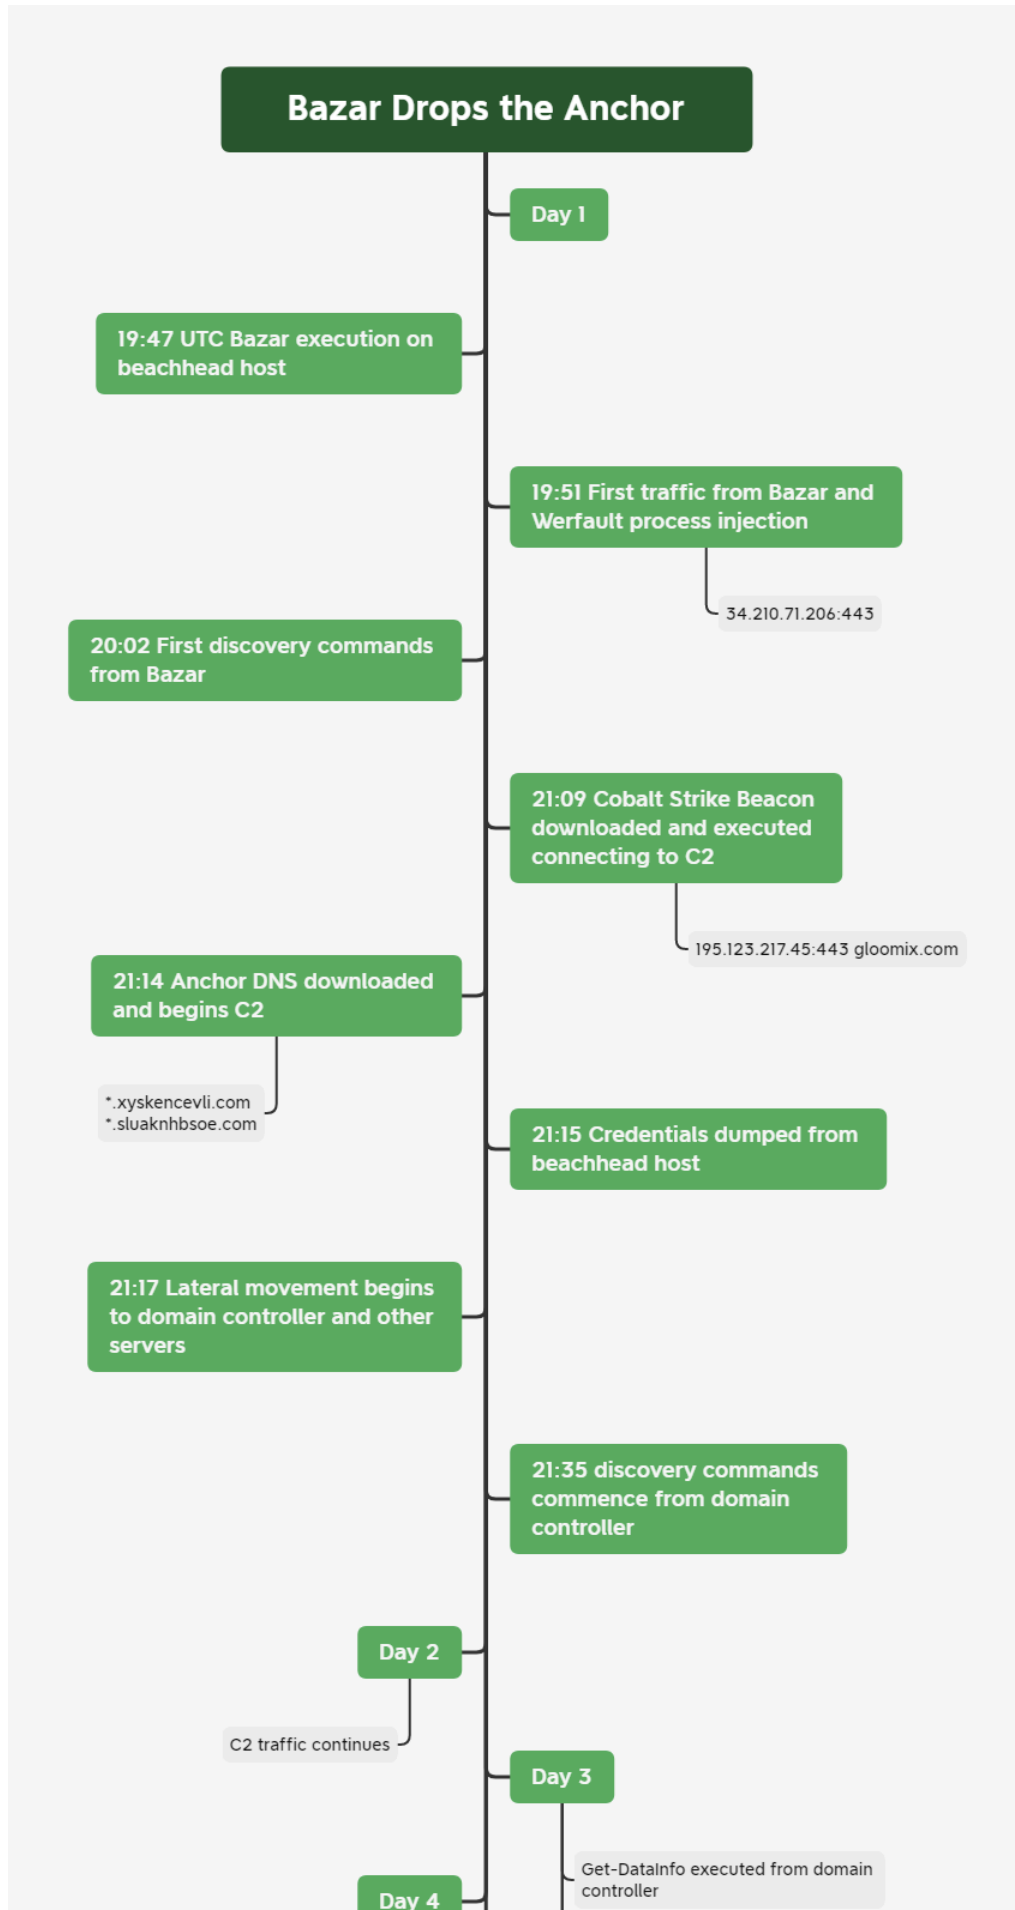 Bazar Drops the Anchor
Day 1
19:47 UTC Bazar execution on
beachhead host
19:51 First traffic from Bazar and
Werfault process injection
34.210.71.206:443
20:02 First discovery commands
from Bazar
21:09 Cobalt Strike Beacon
downloaded and executed
connecting to C2
195.123.217.45:443 gloomix.com
21:14 Anchor DNS downloaded
and begins C2
*.xyskencevli.com
*.sluaknhbsoe.com
21:15 Credentials dumped from
beachhead host
21:17 Lateral movement begins
to domain controller and other
servers
21:35 discovery commands
commence from domain
controller
Day 2
C2 traffic continues
Day 3
Get-DataInfo executed from domain
controller
Day 4